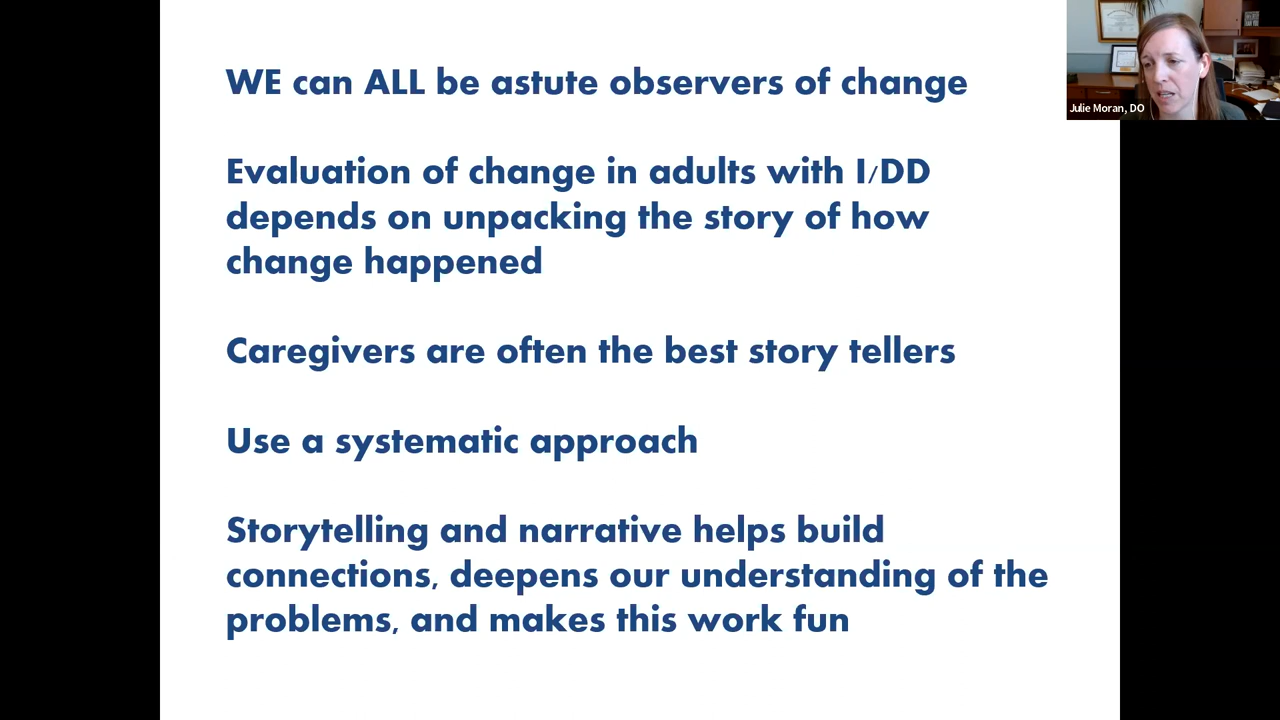 WE can ALL be astute observers of change
Evaluation of change in adults with I/DD
depends on unpacking the story of how
change happened
Caregivers are often the best story tellers
Use a systematic approach
Storytelling and narrative helps build
connections, deepens our understanding of the
problems, and makes this work fun
Julie Moran, DO